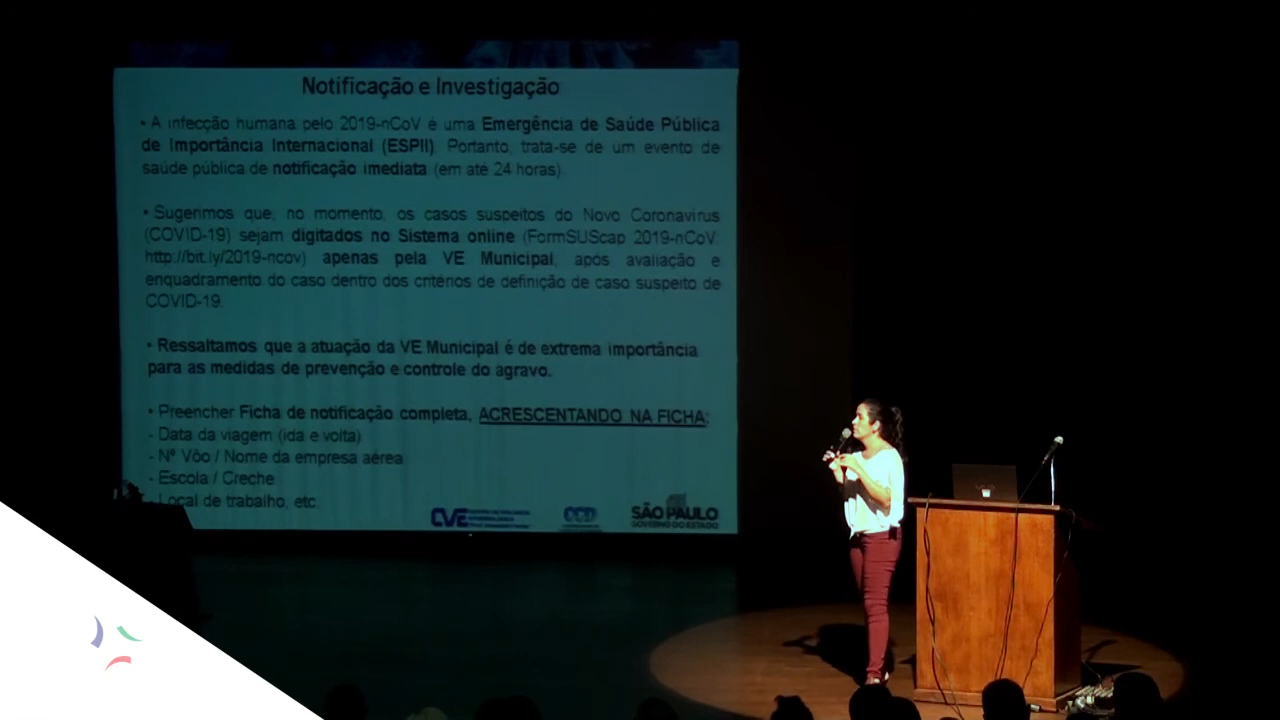 Notificação e Investigação
• A infecção humana pelo 2019-nCoV é uma Emergência de Saúde Pública
de Importância Internacional (ESPII). Portanto, trata-se de um evento de
saúde pública de notificação imediata (em até 24 horas).
• Sugerimos que, no momento, os casos suspeitos do Novo Coronavírus
(COVID-19) sejam digitados no Sistema online (FormSUScap 2019-nCoV:
http://bit.ly/2019-ncov) apenas pela VE Municipal, após avaliação e
enquadramento do caso dentro dos critérios de definição de caso suspeito de
COVID-19.
• Ressaltamos que a atuação da VE Municipal é de extrema importância
para as medidas de prevenção e controle do agravo.
• Preencher Ficha de notificação completa, ACRESCENTANDO NA FICHA:
- Data da viagem (ida e volta)
- Nº Vôo / Nome da empresa aérea
- Escola / Creche
- Local de trabalho, etc.
CVE
CCD
SÃO PAULO
GOVERNO DO ESTADO